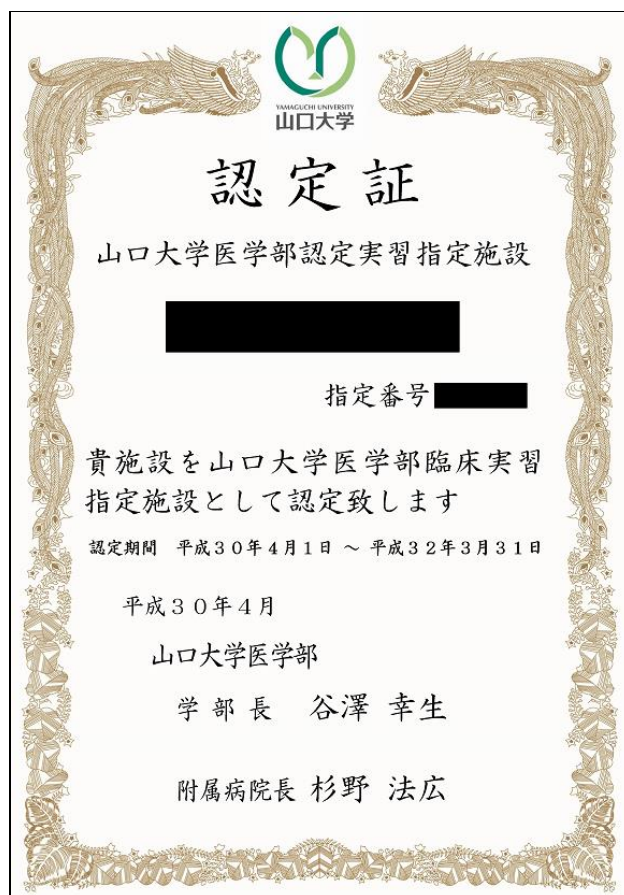 YAMAGUCHI UNIVERSITY
山口大学
認定証
山口大学医学部認定実習指定施設
指定番号
貴施設を山口大学医学部臨床実習
指定施設として認定致します
認定期間 平成30年4月1日 ~ 平成32年3月31日
平成30年4月
山口大学医学部
学部長 谷澤 幸生
附属病院長 杉野 法広